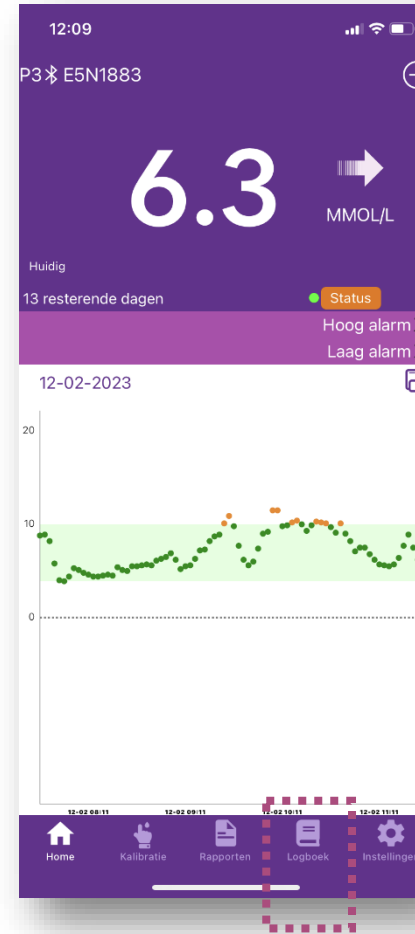 12:09
P3 E5N1883
6.3
MMOL/L
Huidig
13 resterende dagen
Status
Hoog alarm
Laag alarm
12-02-2023
20
10
0
12-02 08:11 12-02 09:11 12-02 10:11 12-02 11:11
Home Kalibratie Rapporten Logboek Instellingen